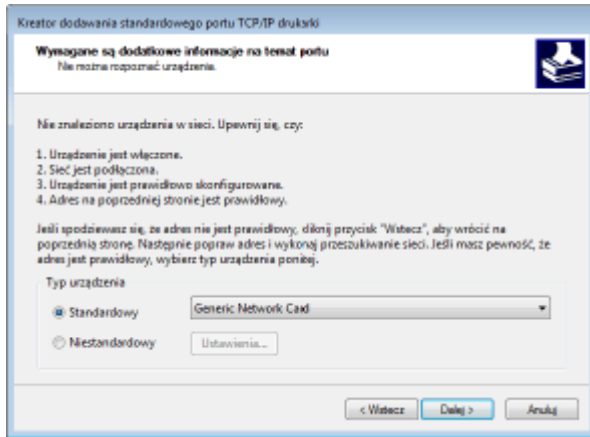 Kreator dodawania standardowego portu TCP/IP drukarki
Wymagane są dodatkowe informacje na temat portu
Nie można rozpoznać urządzenia.
Nie znaleziono urządzenia w sieci. Upewnij się, czy:
1. Urządzenie jest włączone.
2. Sieć jest podłączona.
3. Urządzenie jest prawidłowo skonfigurowane.
4. Adres na poprzedniej stronie jest prawidłowy.
Jeśli spodziewasz się, że adres nie jest prawidłowy, kliknij przycisk "Wstecz", aby wrócić na
poprzednią stronę. Następnie popraw adres i wykonaj przeszukiwanie sieci. Jeśli masz pewność, że
adres jest prawidłowy, wybierz typ urządzenia poniżej.
Typ urządzenia
Standardowy
Generic Network Card
Niestandardowy
Ustawienia...
< Wstecz
Dalej >
Anuluj